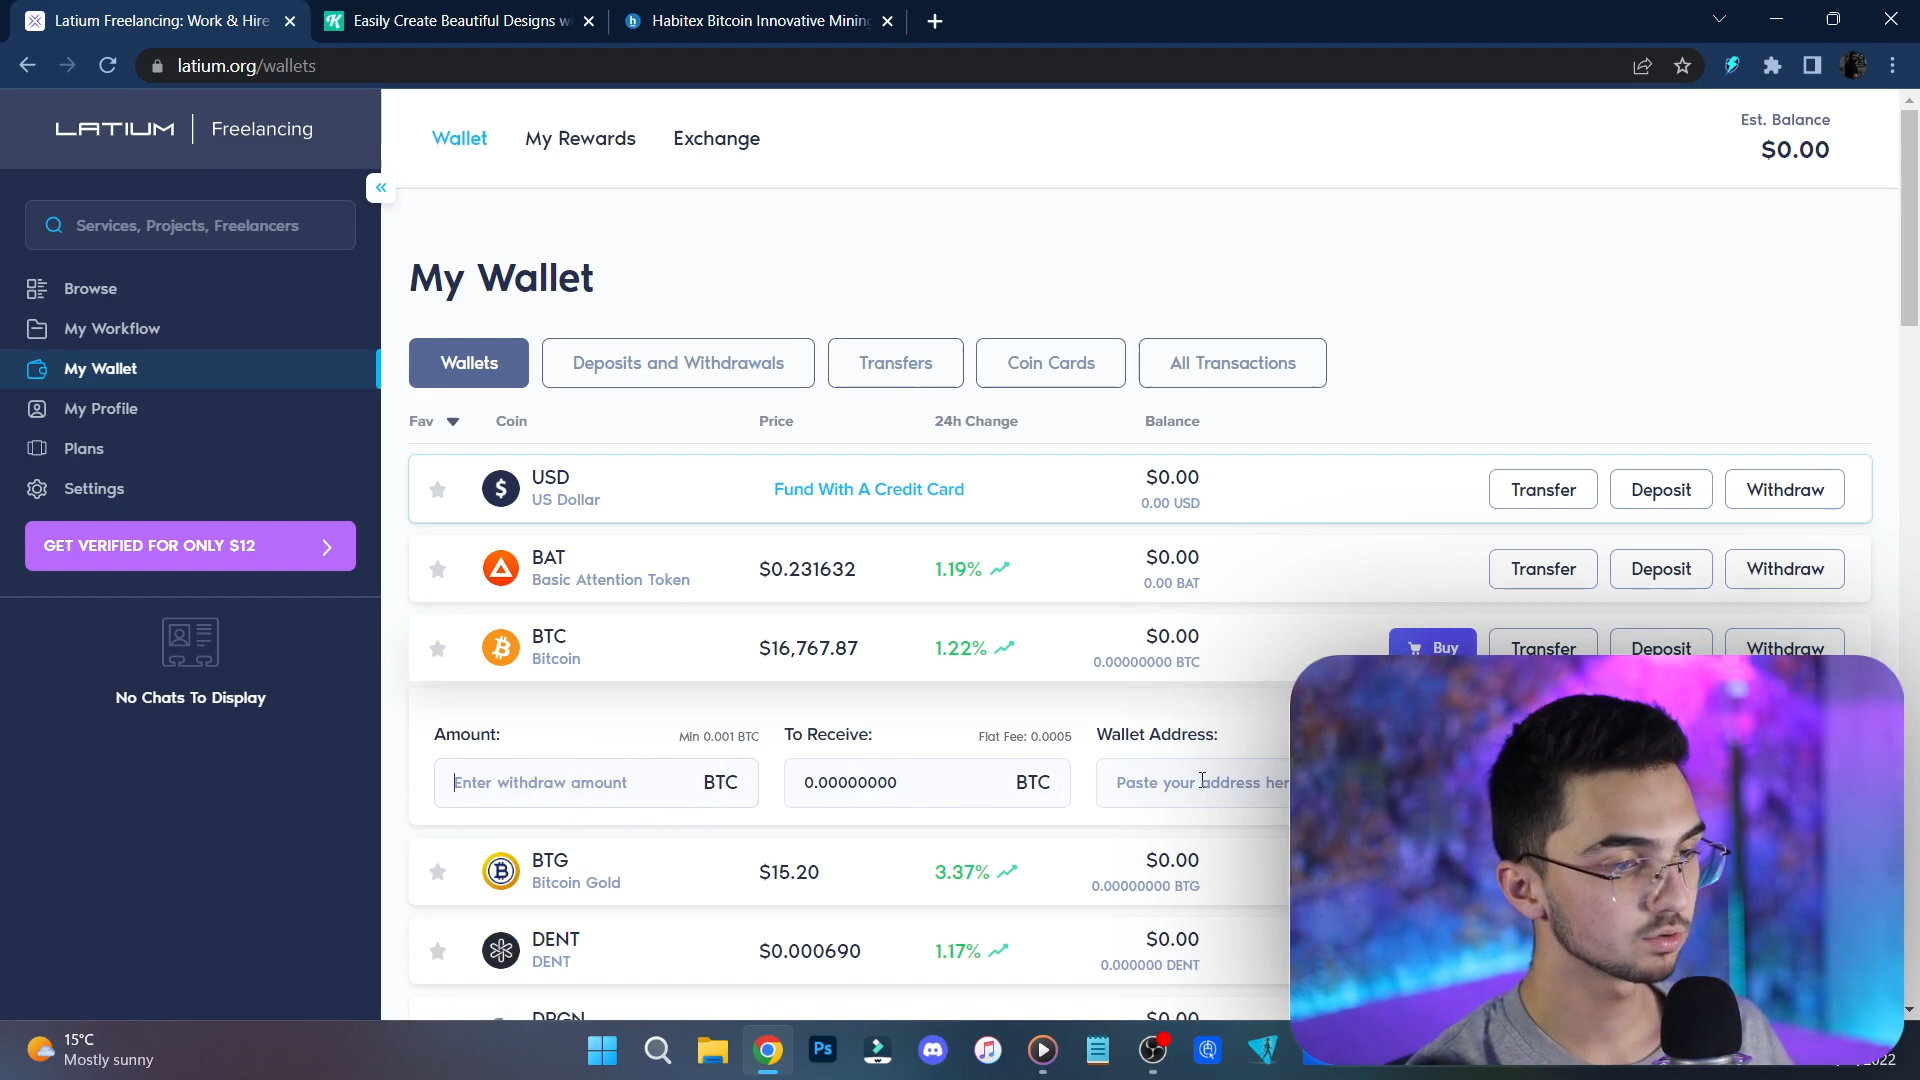 Latium Freelancing: Work & Hire
Easily Create Beautiful Designs w
Habitex Bitcoin Innovative Minin
latium.org/wallets
LATIUM | Freelancing
Services, Projects, Freelancers
Browse
My Workflow
My Wallet
My Profile
Plans
Settings
GET VERIFIED FOR ONLY $12
No Chats To Display
Wallet My Rewards Exchange
Est. Balance
$0.00
My Wallet
Wallets Deposits and Withdrawals Transfers Coin Cards All Transactions
Fav Coin Price 24h Change Balance
USD
US Dollar
Fund With A Credit Card
$0.00
0.00 USD
Transfer Deposit Withdraw
BAT
Basic Attention Token
$0.231632
1.19%
$0.00
0.00 BAT
Transfer Deposit Withdraw
BTC
Bitcoin
$16,767.87
1.22%
$0.00
0.00000000 BTC
Buy Transfer Deposit Withdraw
Amount: Min 0.001 BTC
Enter withdraw amount BTC
To Receive: Flat Fee: 0.0005
0.00000000 BTC
Wallet Address:
Paste your address her
BTG
Bitcoin Gold
$15.20
3.37%
$0.00
0.00000000 BTG
DENT
DENT
$0.000690
1.17%
$0.00
0.000000 DENT
DRGN
$0.00
15°C
Mostly sunny
Ps